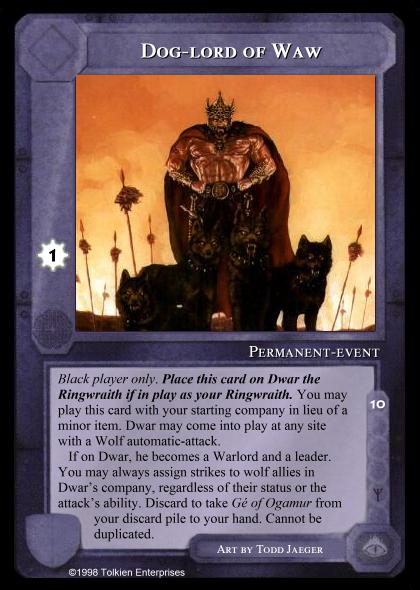 Dog-lord of Waw
1
Permanent-event
Black player only. Place this card on Dwar the
Ringwraith if in play as your Ringwraith. You may
play this card with your starting company in lieu of a
minor item. Dwar may come into play at any site
with a Wolf automatic-attack.
If on Dwar, he becomes a Warlord and a leader.
You may always assign strikes to wolf allies in
Dwar's company, regardless of their status or the
attack's ability. Discard to take Gé of Ogamur from
your discard pile to your hand. Cannot be
duplicated.
10
Art by Todd Jaeger
©1998 Tolkien Enterprises